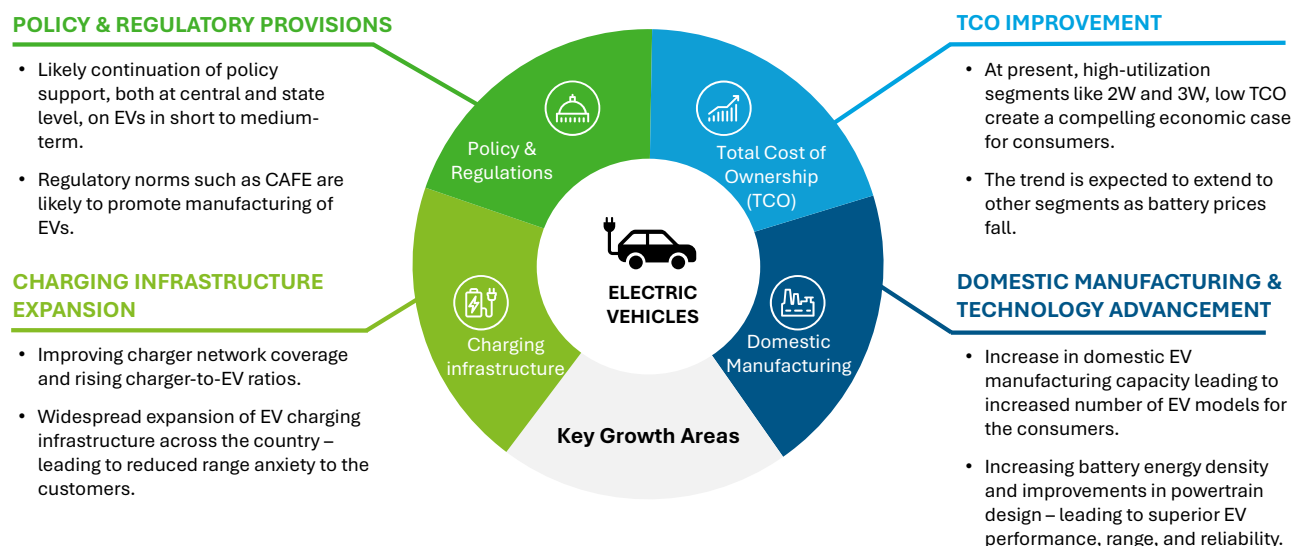 POLICY & REGULATORY PROVISIONS
• Likely continuation of policy
support, both at central and state
level, on EVs in short to medium-
term.
• Regulatory norms such as CAFE are
likely to promote manufacturing of
EVs.
CHARGING INFRASTRUCTURE
EXPANSION
• Improving charger network coverage
and rising charger-to-EV ratios.
• Widespread expansion of EV charging
infrastructure across the country –
leading to reduced range anxiety to the
customers.
Policy &
Regulations
Total Cost of
Ownership
(TCO)
ELECTRIC
VEHICLES
Charging
infrastructure
Domestic
Manufacturing
Key Growth Areas
TCO IMPROVEMENT
• At present, high-utilization
segments like 2W and 3W, low TCO
create a compelling economic case
for consumers.
• The trend is expected to extend to
other segments as battery prices
fall.
DOMESTIC MANUFACTURING &
TECHNOLOGY ADVANCEMENT
• Increase in domestic EV
manufacturing capacity leading to
increased number of EV models for
the consumers.
• Increasing battery energy density
and improvements in powertrain
design – leading to superior EV
performance, range, and reliability.